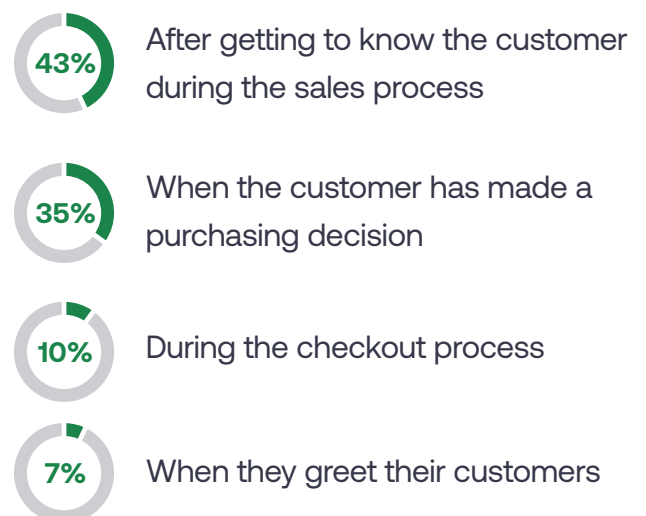 43%
After getting to know the customer
during the sales process
35%
When the customer has made a
purchasing decision
10%
During the checkout process
7%
When they greet their customers